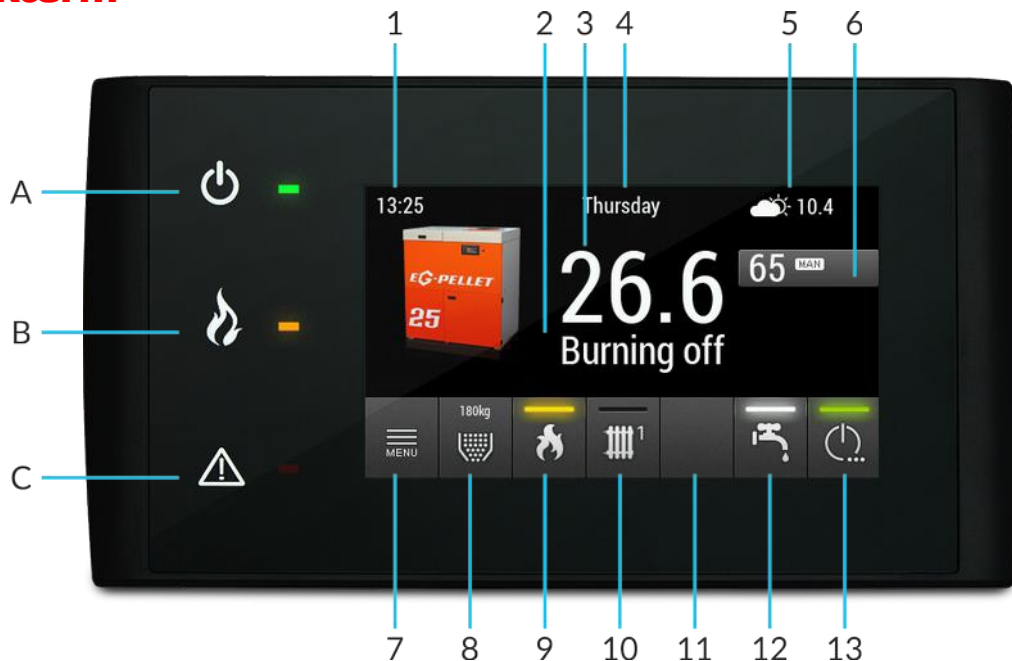 1 2 3 4 5 6
A
13:25 Thursday 10.4
EG-PELLET
25
26.6
65 MAN
B
Burning off
180kg
MENU
1
C
7 8 9 10 11 12 13